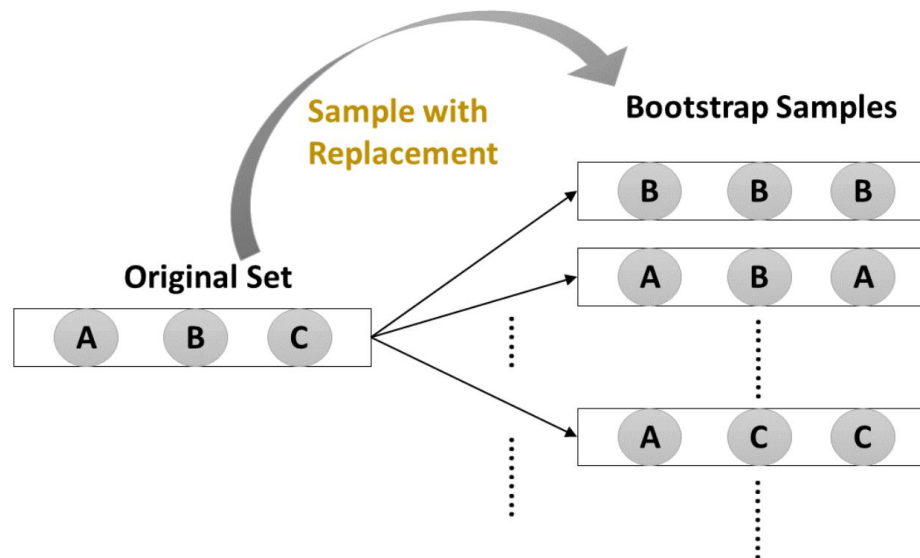 Sample with
Replacement
Bootstrap Samples
B B B
Original Set
A B A
A B C
A C C